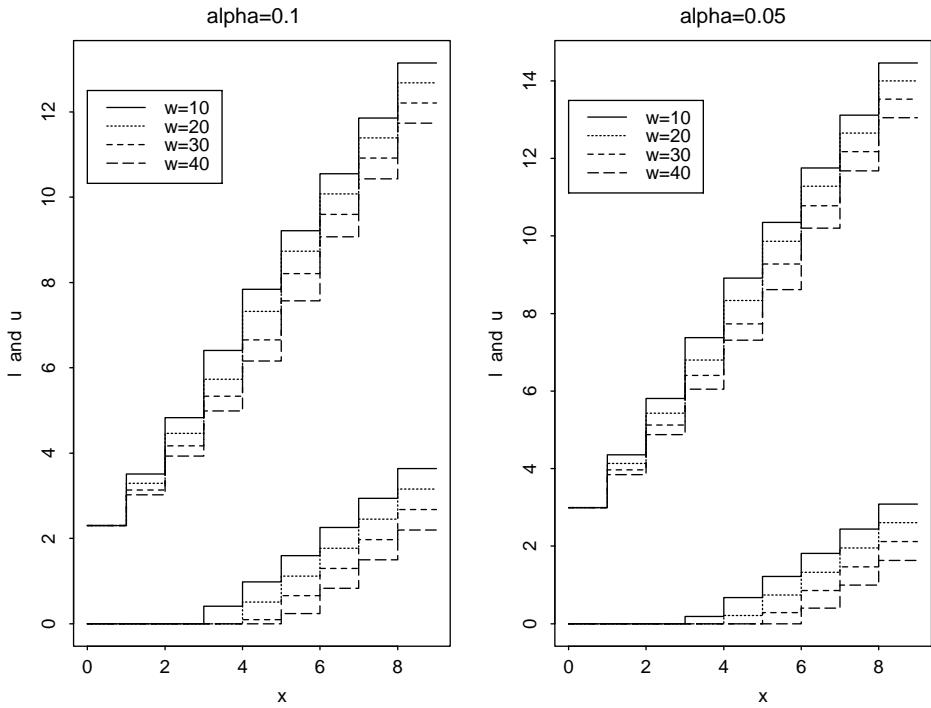 alpha=0.1
w=10
w=20
w=30
w=40
l and u
0 2 4 6 8 10 12
0 2 4 6 8
x
alpha=0.05
w=10
w=20
w=30
w=40
l and u
0 2 4 6 8 10 12 14
0 2 4 6 8
x